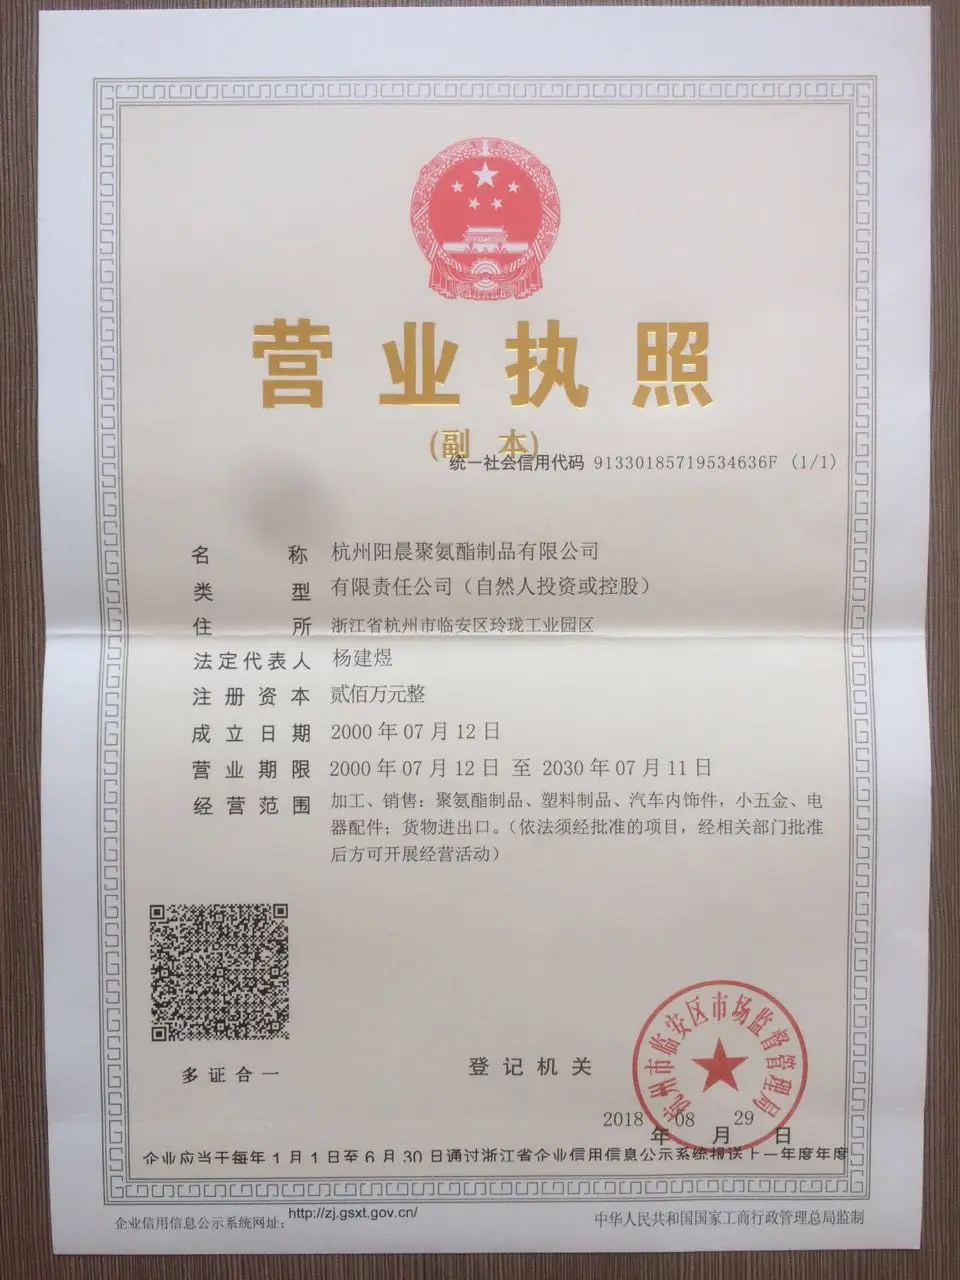 营业执照
(副 本)
统一社会信用代码 91330185719534636F (1/1)
名 称 杭州阳晨聚氨酯制品有限公司
类 型 有限责任公司（自然人投资或控股）
住 所 浙江省杭州市临安区玲珑工业园区
法定代表人 杨建煜
注册资本 贰佰万元整
成立日期 2000年07月12日
营业期限 2000年07月12日 至 2030年07月11日
经营范围 加工、销售：聚氨酯制品、塑料制品、汽车内饰件，小五金、电
器配件；货物进出口。（依法须经批准的项目，经相关部门批准
后方可开展经营活动）
多证合一
登记机关
杭州市临安区市场监督管理局
2018年08月29日
企业应当于每年1月1日至6月30日通过浙江省企业信用信息公示系统报送上一年度年度
企业信用信息公示系统网址：http://zj.gsxt.gov.cn/
中华人民共和国国家工商行政管理总局监制